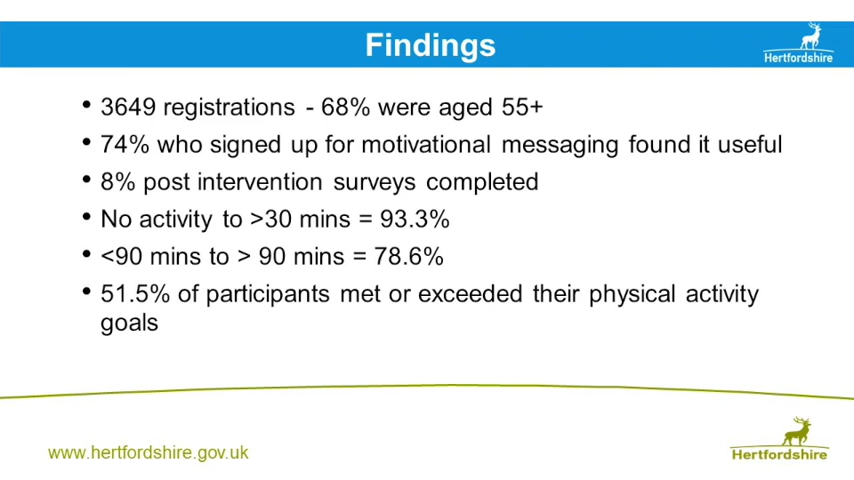 Findings
Hertfordshire
• 3649 registrations - 68% were aged 55+
• 74% who signed up for motivational messaging found it useful
• 8% post intervention surveys completed
• No activity to >30 mins = 93.3%
• <90 mins to > 90 mins = 78.6%
• 51.5% of participants met or exceeded their physical activity
goals
www.hertfordshire.gov.uk
Hertfordshire